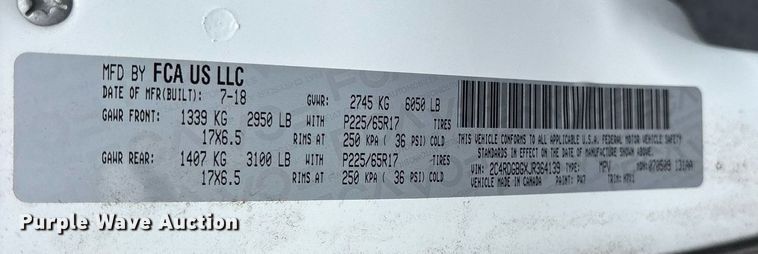 MFD BY FCA US LLC
DATE OF MFR(BUILT): 7-18 GVWR: 2745 KG 6050 LB
GAWR FRONT: 1339 KG 2950 LB WITH P225/65R17 TIRES
17X6.5 RIMS AT 250 KPA ( 36 PSI) COLD
GAWR REAR: 1407 KG 3100 LB WITH P225/65R17 TIRES
17X6.5 RIMS AT 250 KPA ( 36 PSI) COLD
THIS VEHICLE CONFORMS TO ALL APPLICABLE U.S.A. FEDERAL MOTOR VEHICLE SAFETY
STANDARDS IN EFFECT ON THE DATE OF MANUFACTURE SHOWN ABOVE.
VIN: 2C4RDGBGXJR364139 TYPE: MPV
VEHICLE MADE IN CANADA PAINT: PW7 TRIM: 
Purple Wave Auction